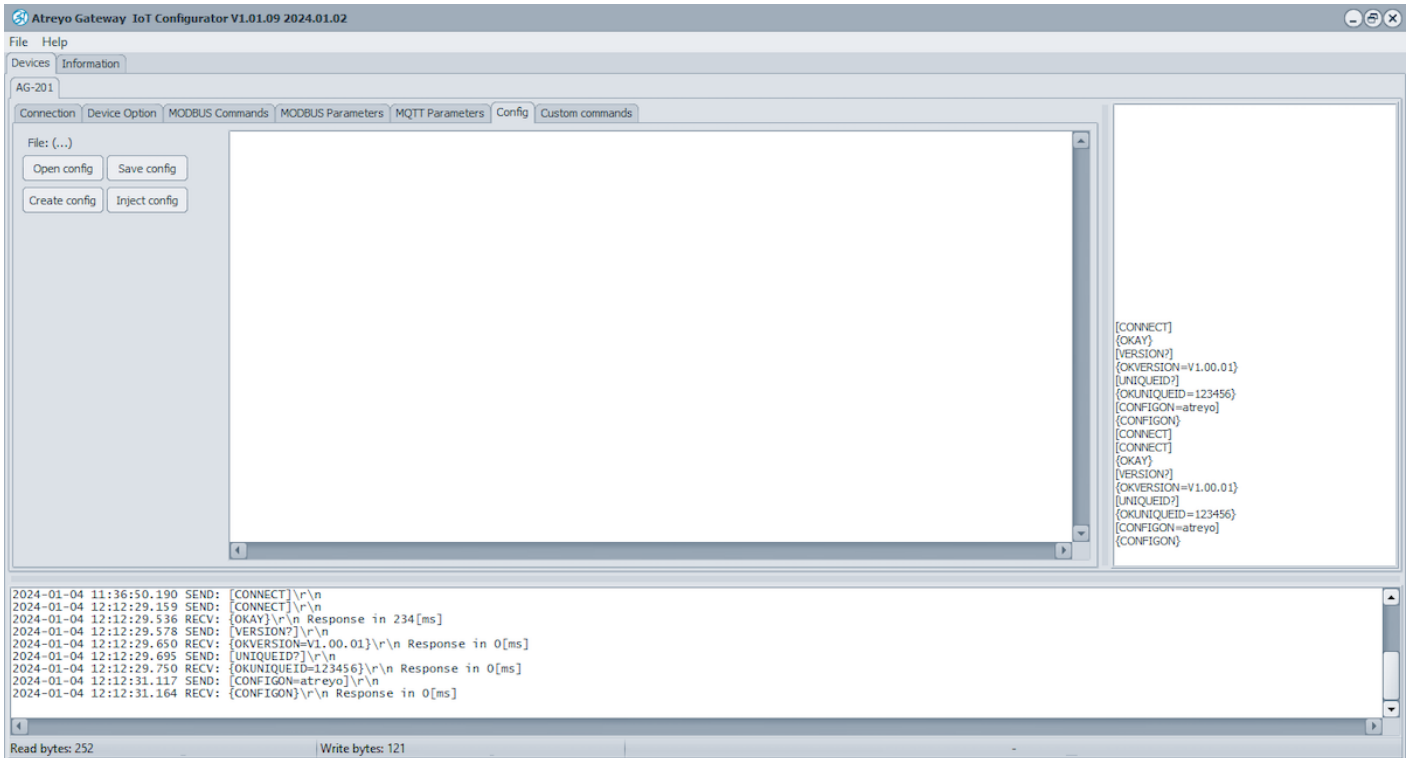 Atreyo Gateway IoT Configurator V1.01.09 2024.01.02
File Help
Devices Information
AG-201
Connection Device Option MODBUS Commands MODBUS Parameters MQTT Parameters Config Custom commands
File: (...)
Open config Save config
Create config Inject config
[CONNECT]
{OKAY}
[VERSION?]
{OKVERSION=V1.00.01}
[UNIQUEID?]
{OKUNIQUEID=123456}
[CONFIGON=atreyo]
{CONFIGON}
[CONNECT]
[CONNECT]
{OKAY}
[VERSION?]
{OKVERSION=V1.00.01}
[UNIQUEID?]
{OKUNIQUEID=123456}
[CONFIGON=atreyo]
{CONFIGON}
2024-01-04 11:36:50.190 SEND: [CONNECT]\r\n
2024-01-04 12:12:29.159 SEND: [CONNECT]\r\n
2024-01-04 12:12:29.536 RECV: {OKAY}\r\n Response in 234[ms]
2024-01-04 12:12:29.578 SEND: [VERSION?]\r\n
2024-01-04 12:12:29.650 RECV: {OKVERSION=V1.00.01}\r\n Response in 0[ms]
2024-01-04 12:12:29.695 SEND: [UNIQUEID?]\r\n
2024-01-04 12:12:29.750 RECV: {OKUNIQUEID=123456}\r\n Response in 0[ms]
2024-01-04 12:12:31.117 SEND: [CONFIGON=atreyo]\r\n
2024-01-04 12:12:31.164 RECV: {CONFIGON}\r\n Response in 0[ms]
Read bytes: 252 Write bytes: 121 -